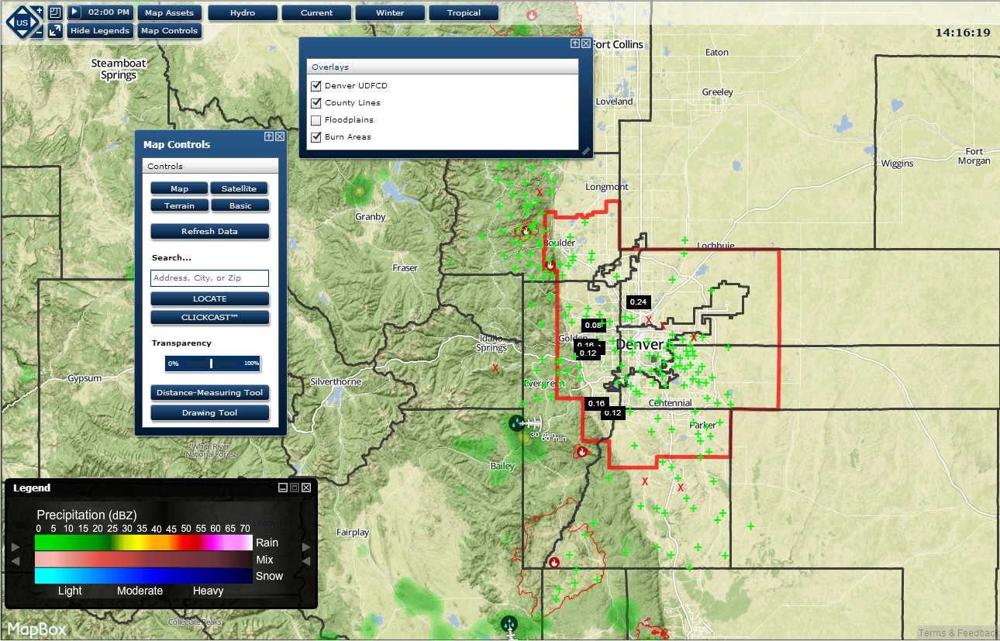 US
02:00 PM
Map Assets
Hydro
Current
Winter
Tropical
Hide Legends
Map Controls
14:16:19
Overlays
Denver UDFCD
County Lines
Floodplains
Burn Areas
Map Controls
Controls
Map
Satellite
Terrain
Basic
Refresh Data
Search...
Address, City, or Zip
LOCATE
CLICKCAST™
Transparency
0%
100%
Distance-Measuring Tool
Drawing Tool
Steamboat
Springs
Fort Collins
Eaton
Loveland
Greeley
Wiggins
Fort
Morgan
Longmont
Granby
Boulder
Lochbuie
Fraser
0.24
0.08
Golden
0.16
0.12
Denver
Idaho
Springs
Evergreen
Gypsum
Silverthorne
0.16
0.12
Centennial
Parker
30 min
60 min
White River
National Forest
Bailey
Fairplay
Legend
Leadville
Precipitation (dBZ)
0 5 10 15 20 25 30 35 40 45 50 55 60 65 70
Rain
Mix
Snow
Light
Moderate
Heavy
Collegiate Peaks
MapBox
Terms & Feedback